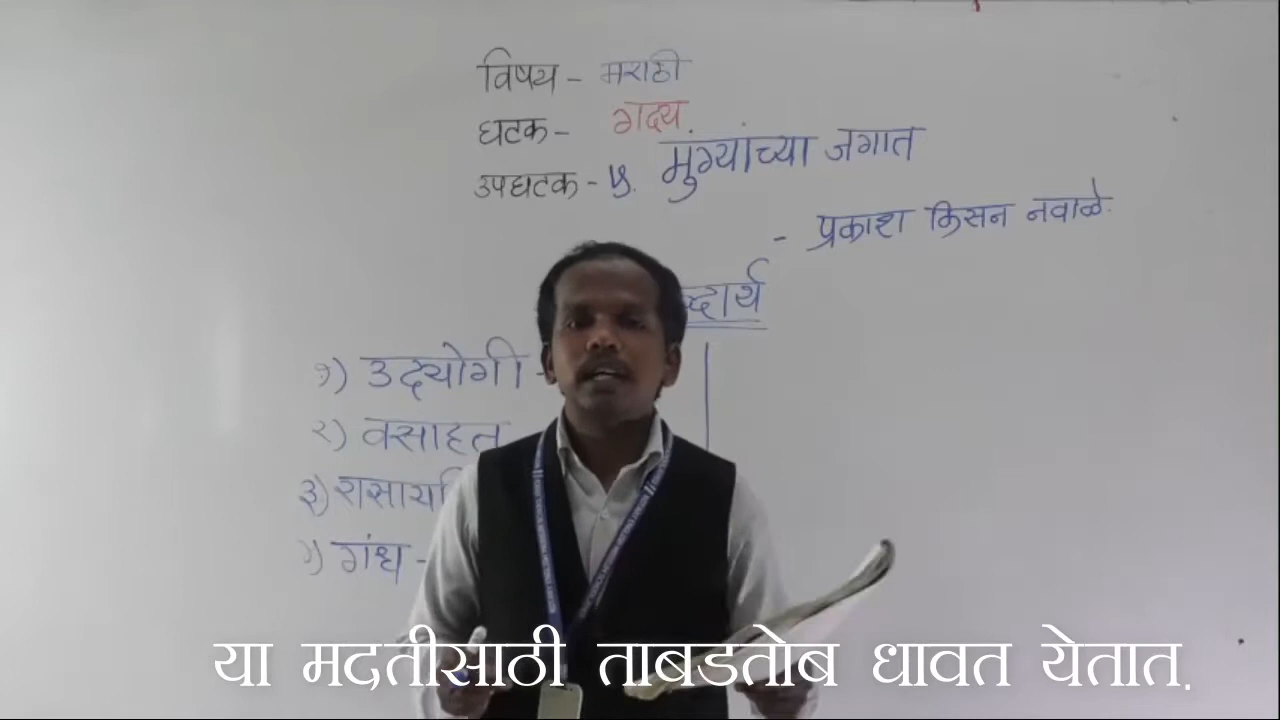 विषय - मराठी
घटक - गद्य
उपघटक - ५. मुंग्यांच्या जगात
- प्रकाश किसन नवाळे.
१) उद्योगी -
२) वसाहत
३)
४) गंध -
या मदतीसाठी ताबडतोब धावत येतात.